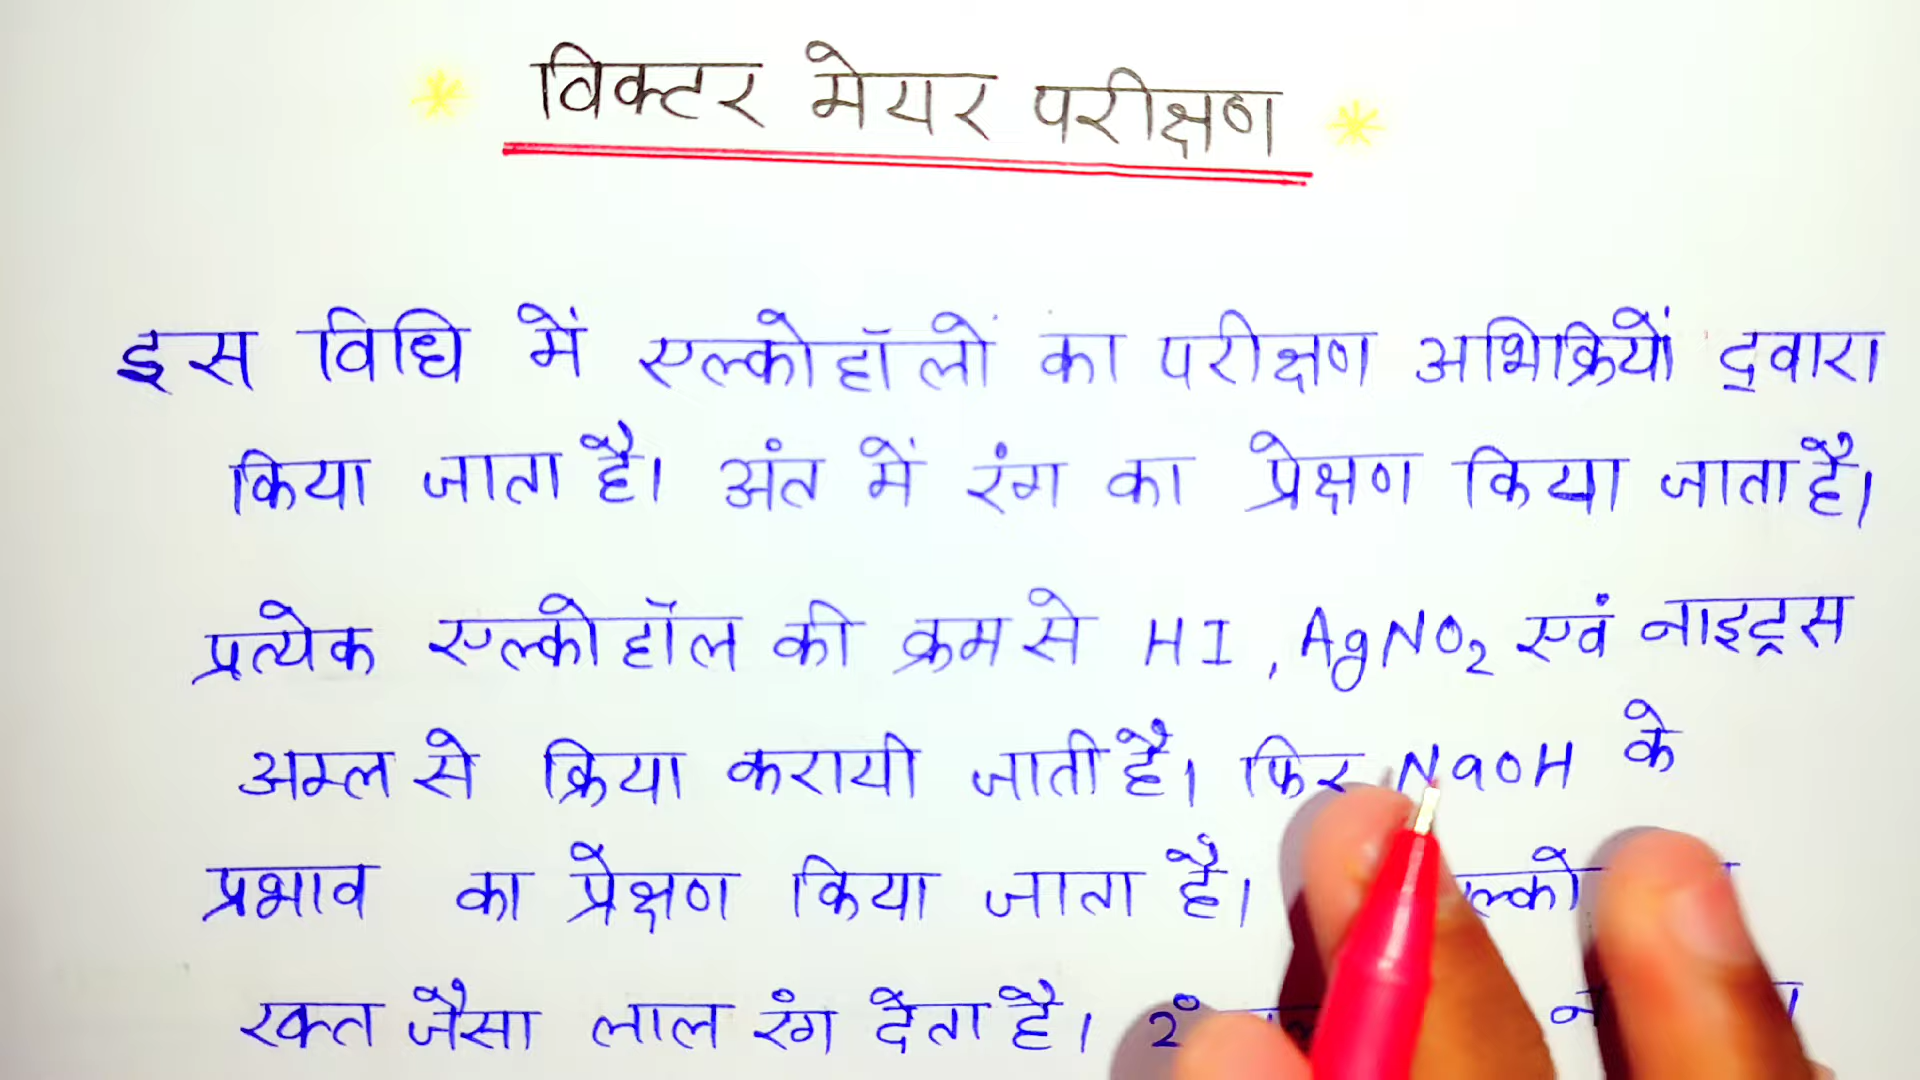 विक्टर मेयर परीक्षण
इस विधि में एल्कोहॉलों का परीक्षण अभिक्रियों द्वारा
किया जाता है। अंत में रंग का प्रेक्षण किया जाता है।
प्रत्येक एल्कोहॉल की क्रम से HI, AgNO₂ एवं नाइट्रस
अम्ल से क्रिया करायी जाती है। फिर NaOH के
प्रभाव का प्रेक्षण किया जाता है।
रक्त जैसा लाल रंग देता है। 2°